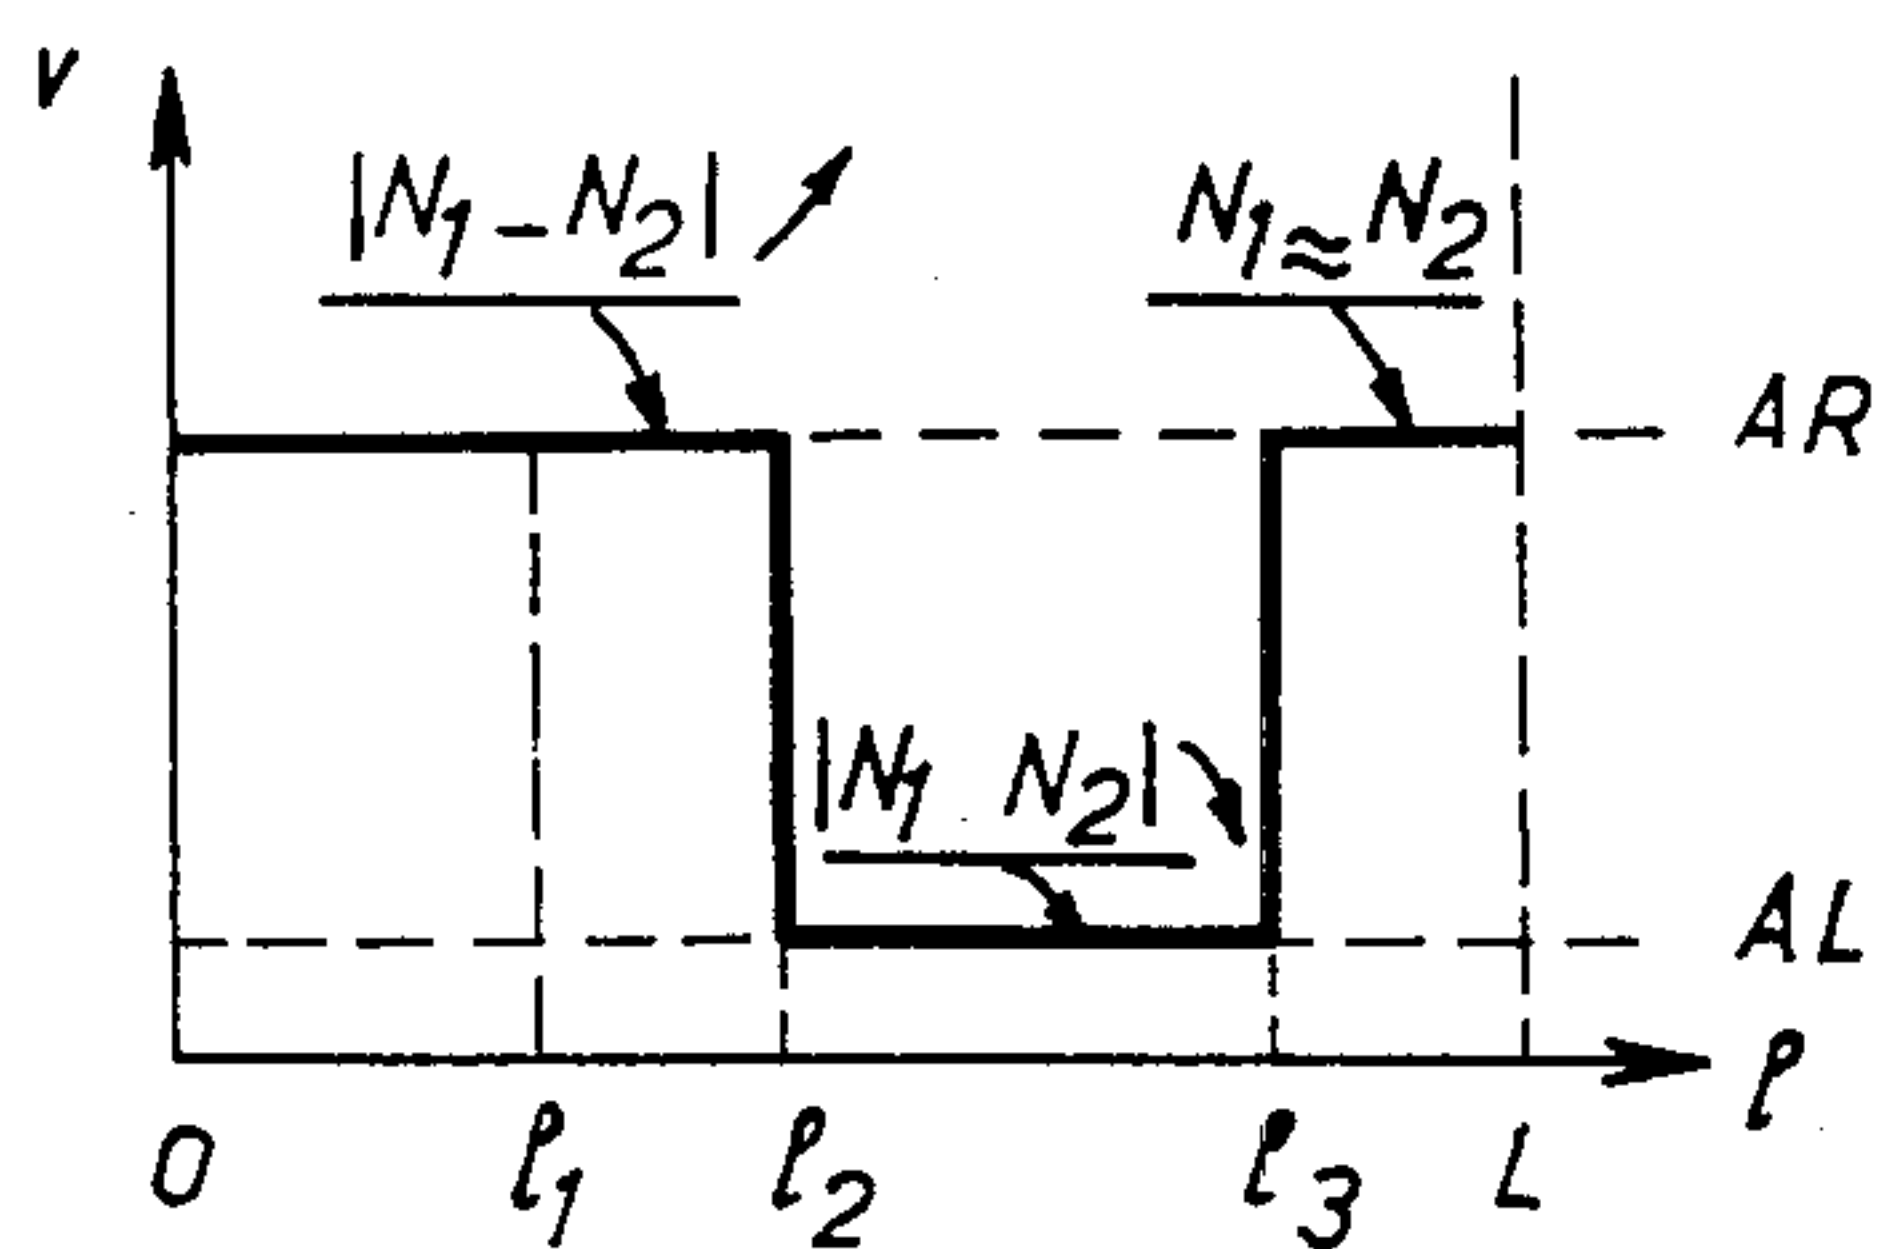 V
|N₁-N₂|
N₁≈N₂
AR
|N₁ N₂|
AL
ℓ
0 ℓ₁ ℓ₂ ℓ₃ L